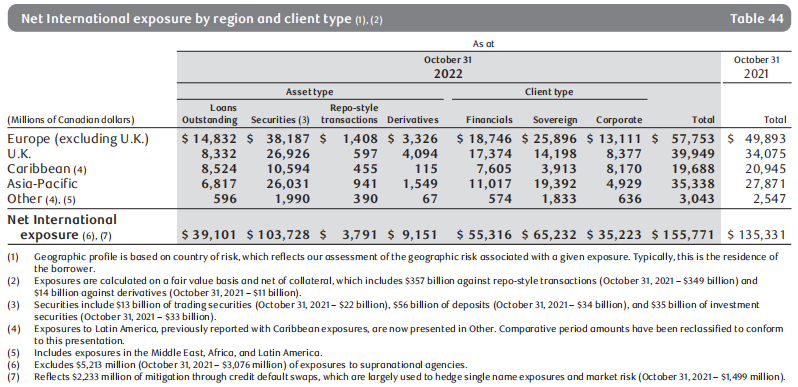 Net International exposure by region and client type (1), (2) Table 44
As at
October 31 October 31
2022 2021
Asset type Client type
Loans Repo-style
(Millions of Canadian dollars) Outstanding Securities (3) transactions Derivatives Financials Sovereign Corporate Total Total
Europe (excluding U.K.) $ 14,832 $ 38,187 $ 1,408 $ 3,326 $ 18,746 $ 25,896 $ 13,111 $ 57,753 $ 49,893
U.K. 8,332 26,926 597 4,094 17,374 14,198 8,377 39,949 34,075
Caribbean (4) 8,524 10,594 455 115 7,605 3,913 8,170 19,688 20,945
Asia-Pacific 6,817 26,031 941 1,549 11,017 19,392 4,929 35,338 27,871
Other (4), (5) 596 1,990 390 67 574 1,833 636 3,043 2,547
Net International
exposure (6), (7) $ 39,101 $ 103,728 $ 3,791 $ 9,151 $ 55,316 $ 65,232 $ 35,223 $ 155,771 $ 135,331
(1) Geographic profile is based on country of risk, which reflects our assessment of the geographic risk associated with a given exposure. Typically, this is the residence of
the borrower.
(2) Exposures are calculated on a fair value basis and net of collateral, which includes $357 billion against repo-style transactions (October 31, 2021 – $349 billion) and
$14 billion against derivatives (October 31, 2021 – $11 billion).
(3) Securities include $13 billion of trading securities (October 31, 2021 – $22 billion), $56 billion of deposits (October 31, 2021 – $34 billion), and $35 billion of investment
securities (October 31, 2021 – $33 billion).
(4) Exposures to Latin America, previously reported with Caribbean exposures, are now presented in Other. Comparative period amounts have been reclassified to conform
to this presentation.
(5) Includes exposures in the Middle East, Africa, and Latin America.
(6) Excludes $5,213 million (October 31, 2021 – $3,076 million) of exposures to supranational agencies.
(7) Reflects $2,233 million of mitigation through credit default swaps, which are largely used to hedge single name exposures and market risk (October 31, 2021 – $1,499 million).